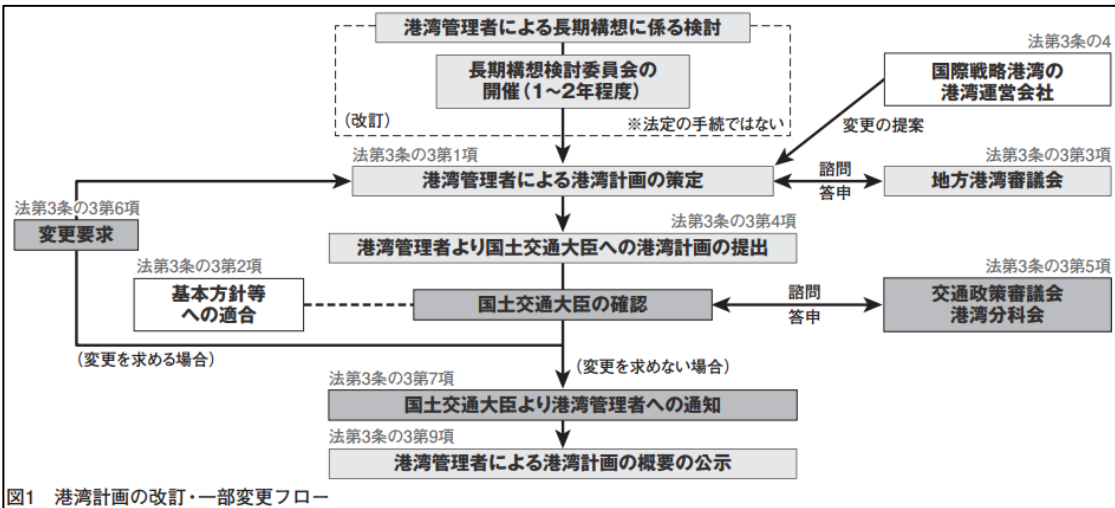 港湾管理者による長期構想に係る検討
長期構想検討委員会の
開催（1〜2年程度）
（改訂）
※法定の手続ではない
法第3条の4
国際戦略港湾の
港湾運営会社
変更の提案
法第3条の3第1項
港湾管理者による港湾計画の策定
諮問
答申
法第3条の3第3項
地方港湾審議会
法第3条の3第6項
変更要求
法第3条の3第4項
港湾管理者より国土交通大臣への港湾計画の提出
法第3条の3第2項
基本方針等
への適合
国土交通大臣の確認
諮問
答申
法第3条の3第5項
交通政策審議会
港湾分科会
（変更を求める場合）
（変更を求めない場合）
法第3条の3第7項
国土交通大臣より港湾管理者への通知
法第3条の3第9項
港湾管理者による港湾計画の概要の公示
図1　港湾計画の改訂・一部変更フロー